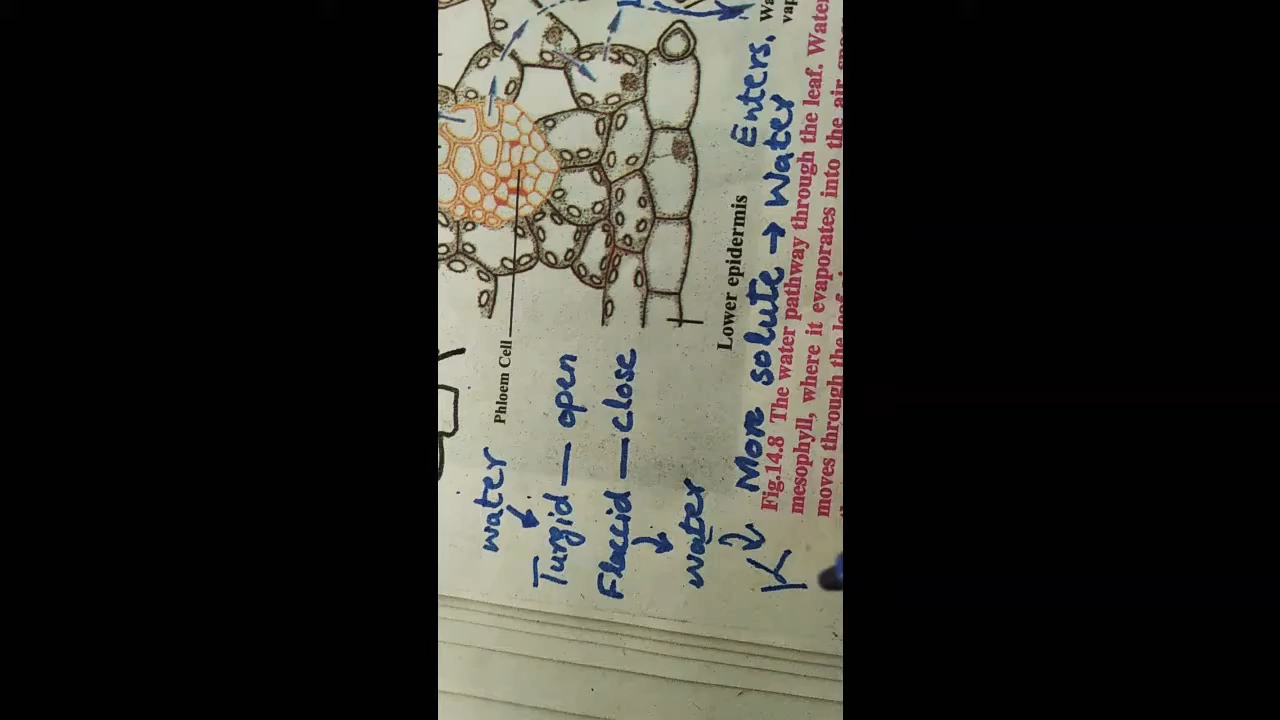 water
Turgid — open
Flaccid — close
water
Phloem Cell
Lower epidermis
K → More solute → Water
Enters.
Fig.14.8 The water pathway through the leaf. Water
mesophyll, where it evaporates into the air
moves through the